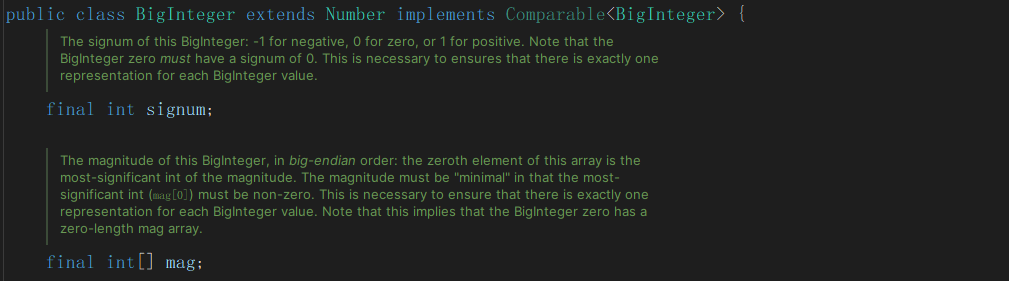 public class BigInteger extends Number implements Comparable<BigInteger> {
The signum of this BigInteger: -1 for negative, 0 for zero, or 1 for positive. Note that the
BigInteger zero must have a signum of 0. This is necessary to ensures that there is exactly one
representation for each BigInteger value.
final int signum;
The magnitude of this BigInteger, in big-endian order: the zeroth element of this array is the
most-significant int of the magnitude. The magnitude must be "minimal" in that the most-
significant int (mag[0]) must be non-zero. This is necessary to ensure that there is exactly one
representation for each BigInteger value. Note that this implies that the BigInteger zero has a
zero-length mag array.
final int[] mag;